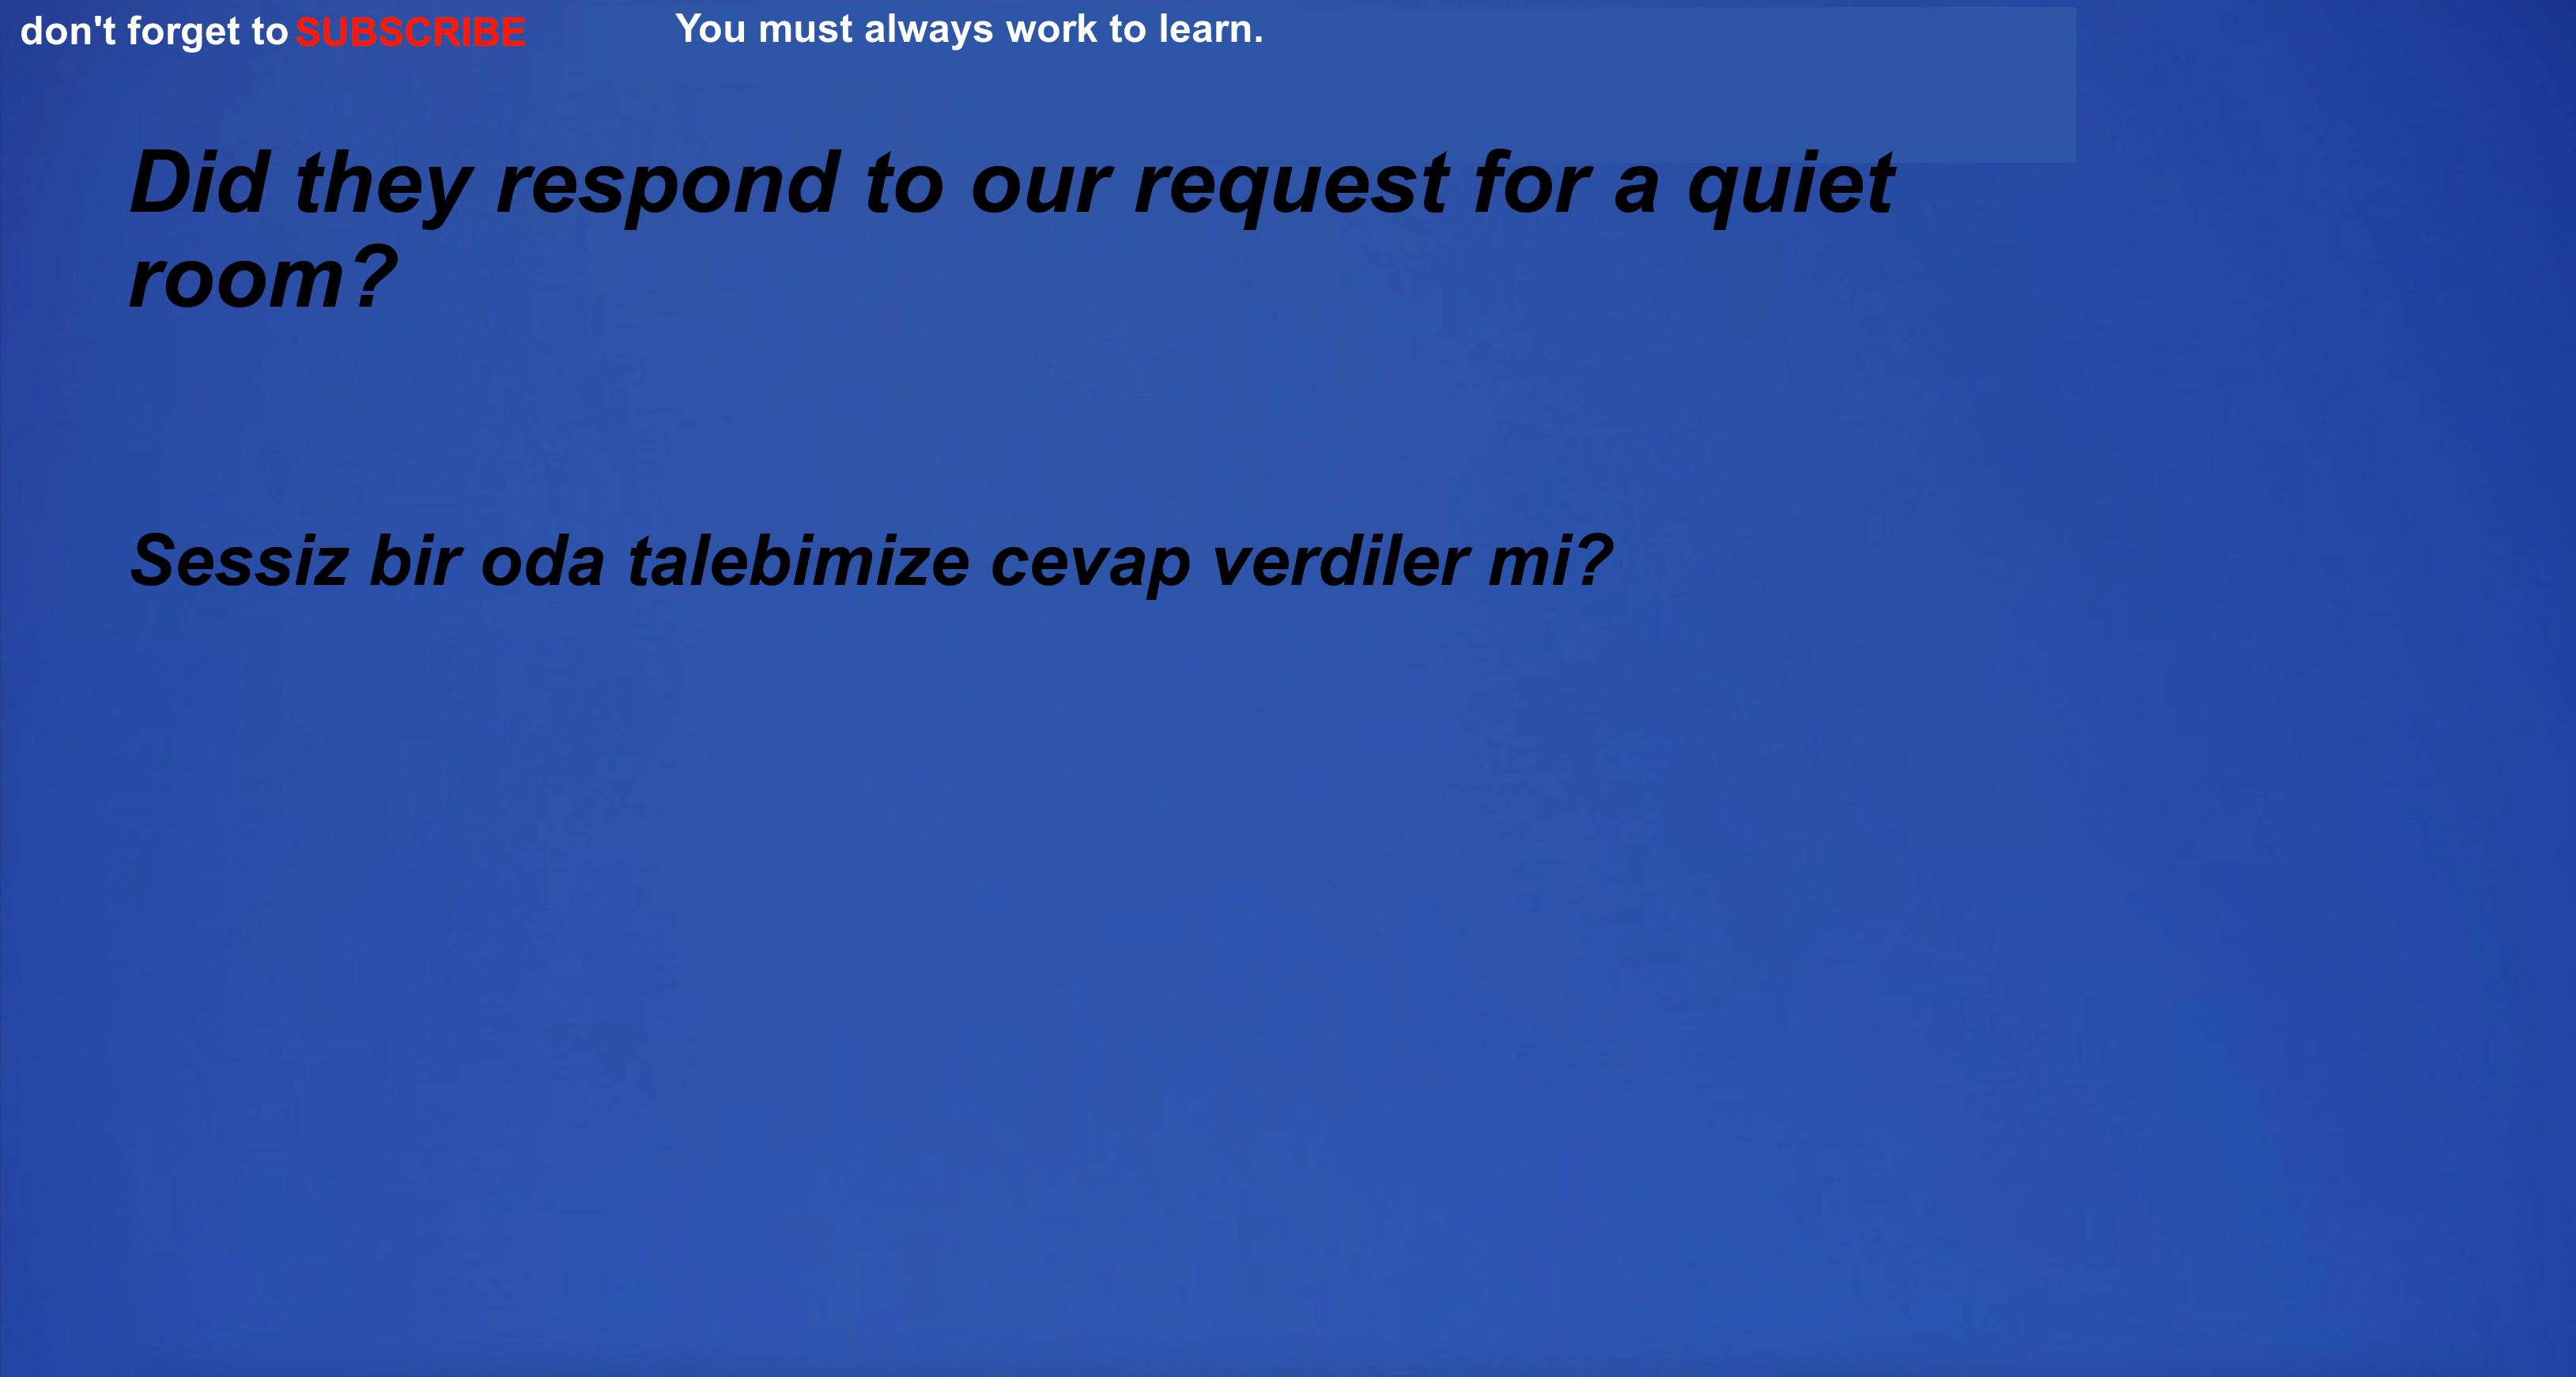 don't forget to SUBSCRIBE
You must always work to learn.
Did they respond to our request for a quiet
room?
Sessiz bir oda talebimize cevap verdiler mi?